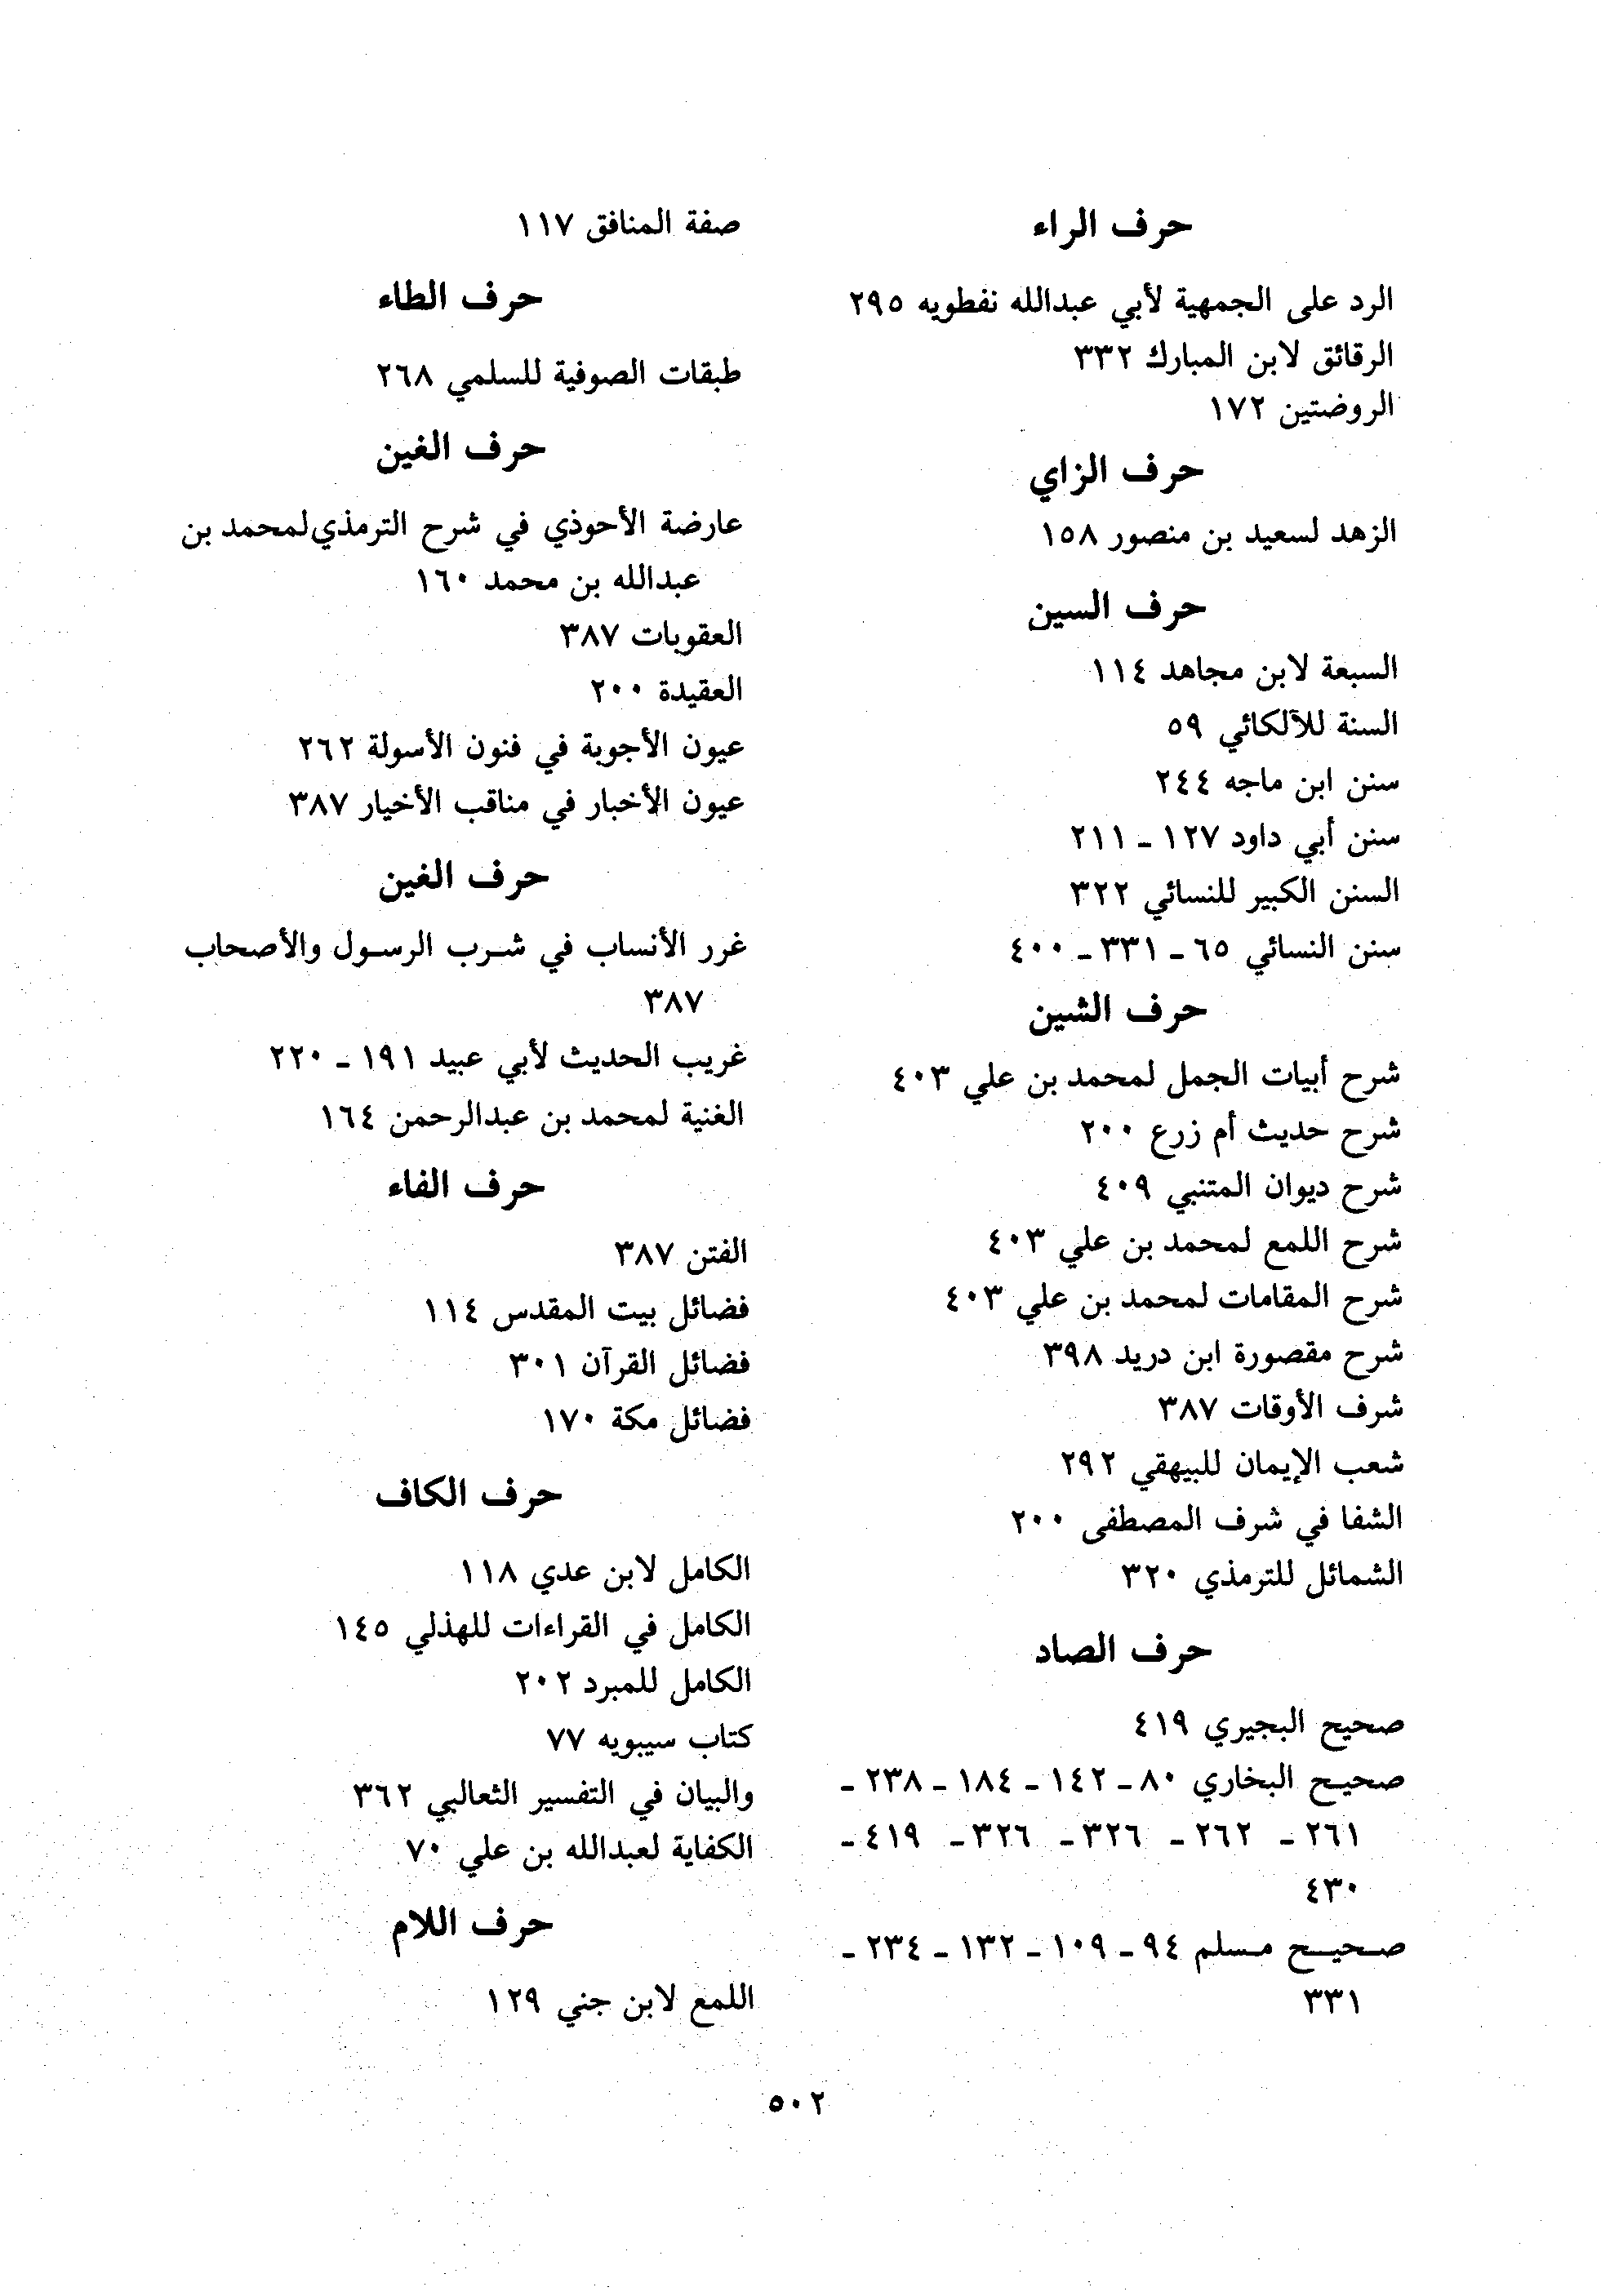 حرف الراء
الرد على الجمهية لأبي عبدالله نفطويه ٢٩٥
الرقائق لابن المبارك ٣٣٢
الروضتين ١٧٢
حرف الزاي
الزهد لسعيد بن منصور ١٥٨
حرف السين
السبعة لابن مجاهد ١١٤
السنة للآلكائي ٥٩
سنن ابن ماجه ٢٤٤
سنن أبي داود ١٢٧ ـ ٢١١
السنن الكبير للنسائي ٣٢٢
سنن النسائي ٦٥ ـ ٣٣١ ـ ٤٠٠
حرف الشين
شرح أبيات الجمل لمحمد بن علي ٤٠٣
شرح حديث أم زرع ٢٠٠
شرح ديوان المتنبي ٤٠٩
شرح اللمع لمحمد بن علي ٤٠٣
شرح المقامات لمحمد بن علي ٤٠٣
شرح مقصورة ابن دريد ٣٩٨
شرف الأوقات ٣٨٧
شعب الإيمان للبيهقي ٢٩٢
الشفا في شرف المصطفى ٢٠٠
الشمائل للترمذي ٣٢٠
حرف الصاد
صحيح البجيري ٤١٩
صحيح البخاري ٨٠ ـ ١٤٢ ـ ١٨٤ ـ ٢٣٨ ـ
٢٦١ ـ ٢٦٢ ـ ٣٢٦ ـ ٣٢٦ ـ ٤١٩ ـ
٤٣٠
صحيح مسلم ٩٤ ـ ١٠٩ ـ ١٣٢ ـ ٢٣٤ ـ
٣٣١
صفة المنافق ١١٧
حرف الطاء
طبقات الصوفية للسلمي ٢٦٨
حرف الغين
عارضة الأحوذي في شرح الترمذي لمحمد بن
عبدالله بن محمد ١٦٠
العقوبات ٣٨٧
العقيدة ٢٠٠
عيون الأجوبة في فنون الأسولة ٢٦٢
عيون الأخبار في مناقب الأخيار ٣٨٧
حرف الغين
غرر الأنساب في شرب الرسول والأصحاب
٣٨٧
غريب الحديث لأبي عبيد ١٩١ ـ ٢٢٠
الغنية لمحمد بن عبدالرحمن ١٦٤
حرف الفاء
الفتن ٣٨٧
فضائل بيت المقدس ١١٤
فضائل القرآن ٣٠١
فضائل مكة ١٧٠
حرف الكاف
الكامل لابن عدي ١١٨
الكامل في القراءات للهذلي ١٤٥
الكامل للمبرد ٢٠٢
كتاب سيبويه ٧٧
والبيان في التفسير الثعالبي ٣٦٢
الكفاية لعبدالله بن علي ٧٠
حرف اللام
اللمع لابن جني ١٢٩
٥٠٢